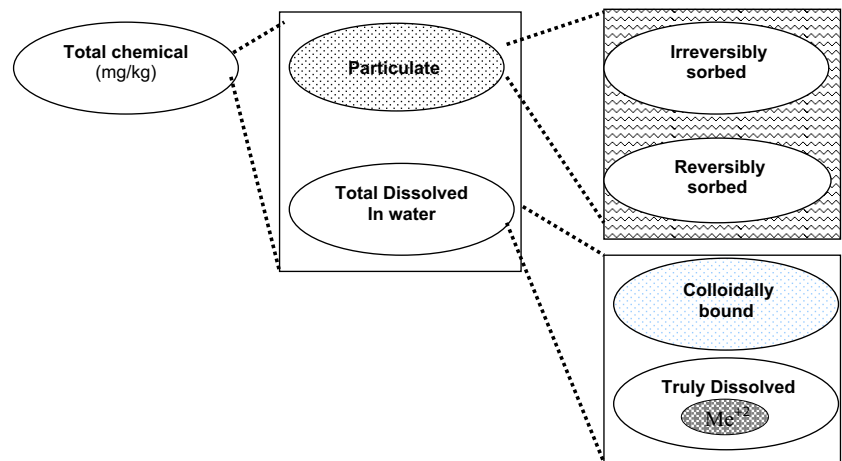 Total chemical
(mg/kg)
Particulate
Total Dissolved
In water
Irreversibly
sorbed
Reversibly
sorbed
Colloidally
bound
Truly Dissolved
Me+2